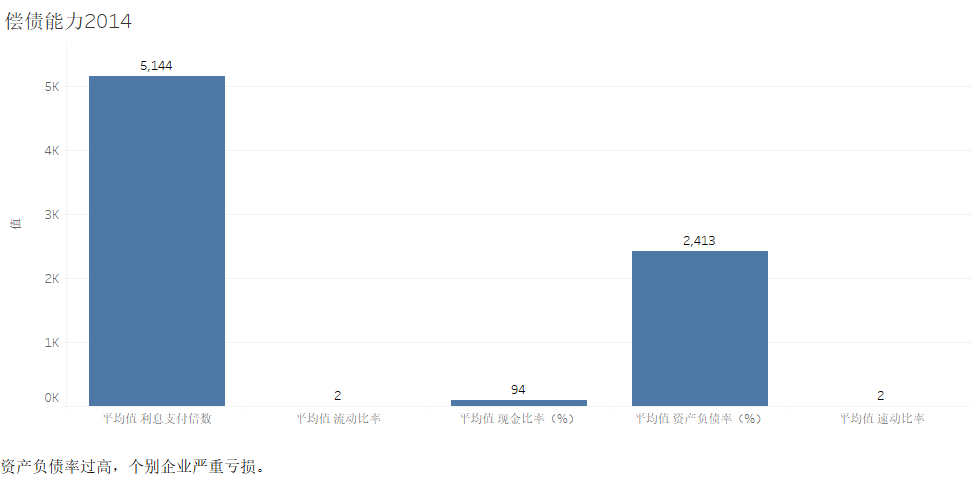 偿债能力2014
5,144
5K
4K
3K
2,413
值
2K
1K
94
2
2
0K
平均值 利息支付倍数
平均值 流动比率
平均值 现金比率（%）
平均值 资产负债率（%）
平均值 速动比率
资产负债率过高，个别企业严重亏损。